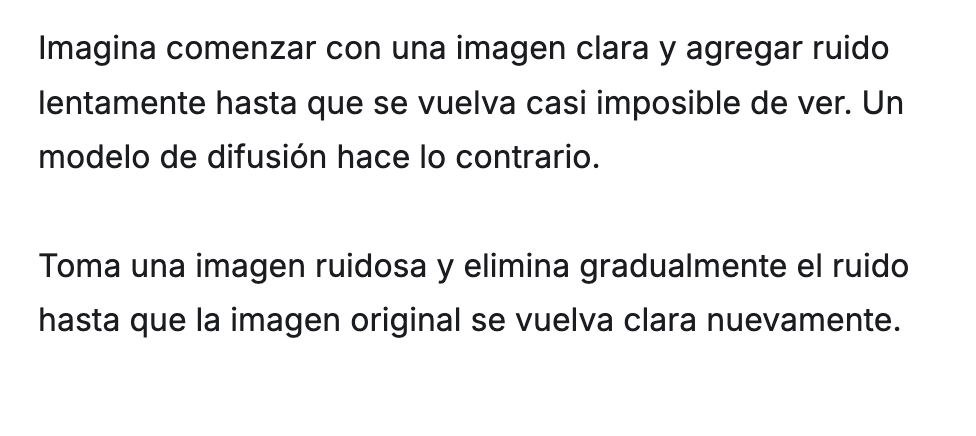 Imagina comenzar con una imagen clara y agregar ruido
lentamente hasta que se vuelva casi imposible de ver. Un
modelo de difusión hace lo contrario.
Toma una imagen ruidosa y elimina gradualmente el ruido
hasta que la imagen original se vuelva clara nuevamente.